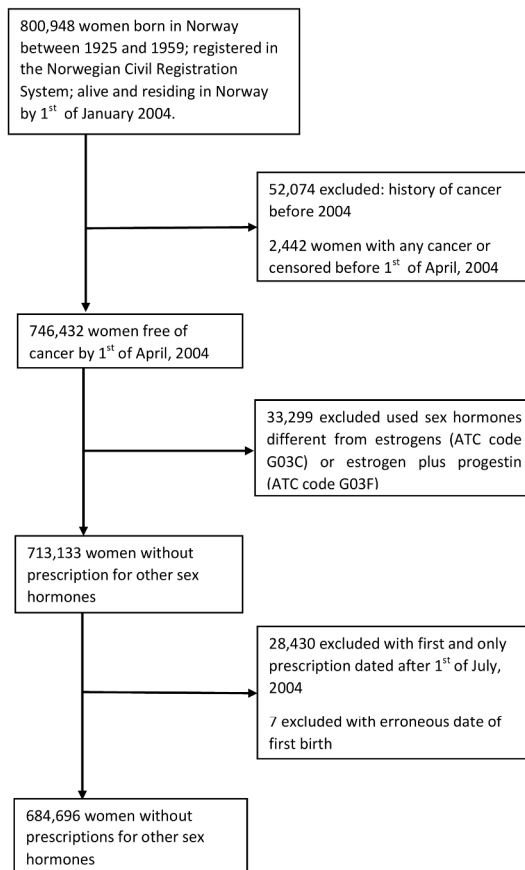 800,948 women born in Norway
between 1925 and 1959; registered in
the Norwegian Civil Registration
System; alive and residing in Norway
by 1st of January 2004.
52,074 excluded: history of cancer
before 2004
2,442 women with any cancer or
censored before 1st of April, 2004
746,432 women free of
cancer by 1st of April, 2004
33,299 excluded used sex hormones
different from estrogens (ATC code
G03C) or estrogen plus progestin
(ATC code G03F)
713,133 women without
prescription for other sex
hormones
28,430 excluded with first and only
prescription dated after 1st of July,
2004
7 excluded with erroneous date of
first birth
684,696 women without
prescriptions for other sex
hormones